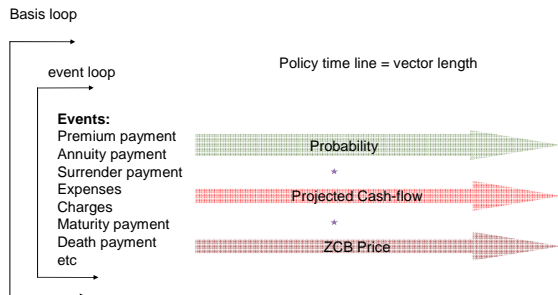 Basis loop
event loop
Policy time line = vector length
Events:
Premium payment
Annuity payment
Surrender payment
Expenses
Charges
Maturity payment
Death payment
etc
Probability
Projected Cash-flow
ZCB Price